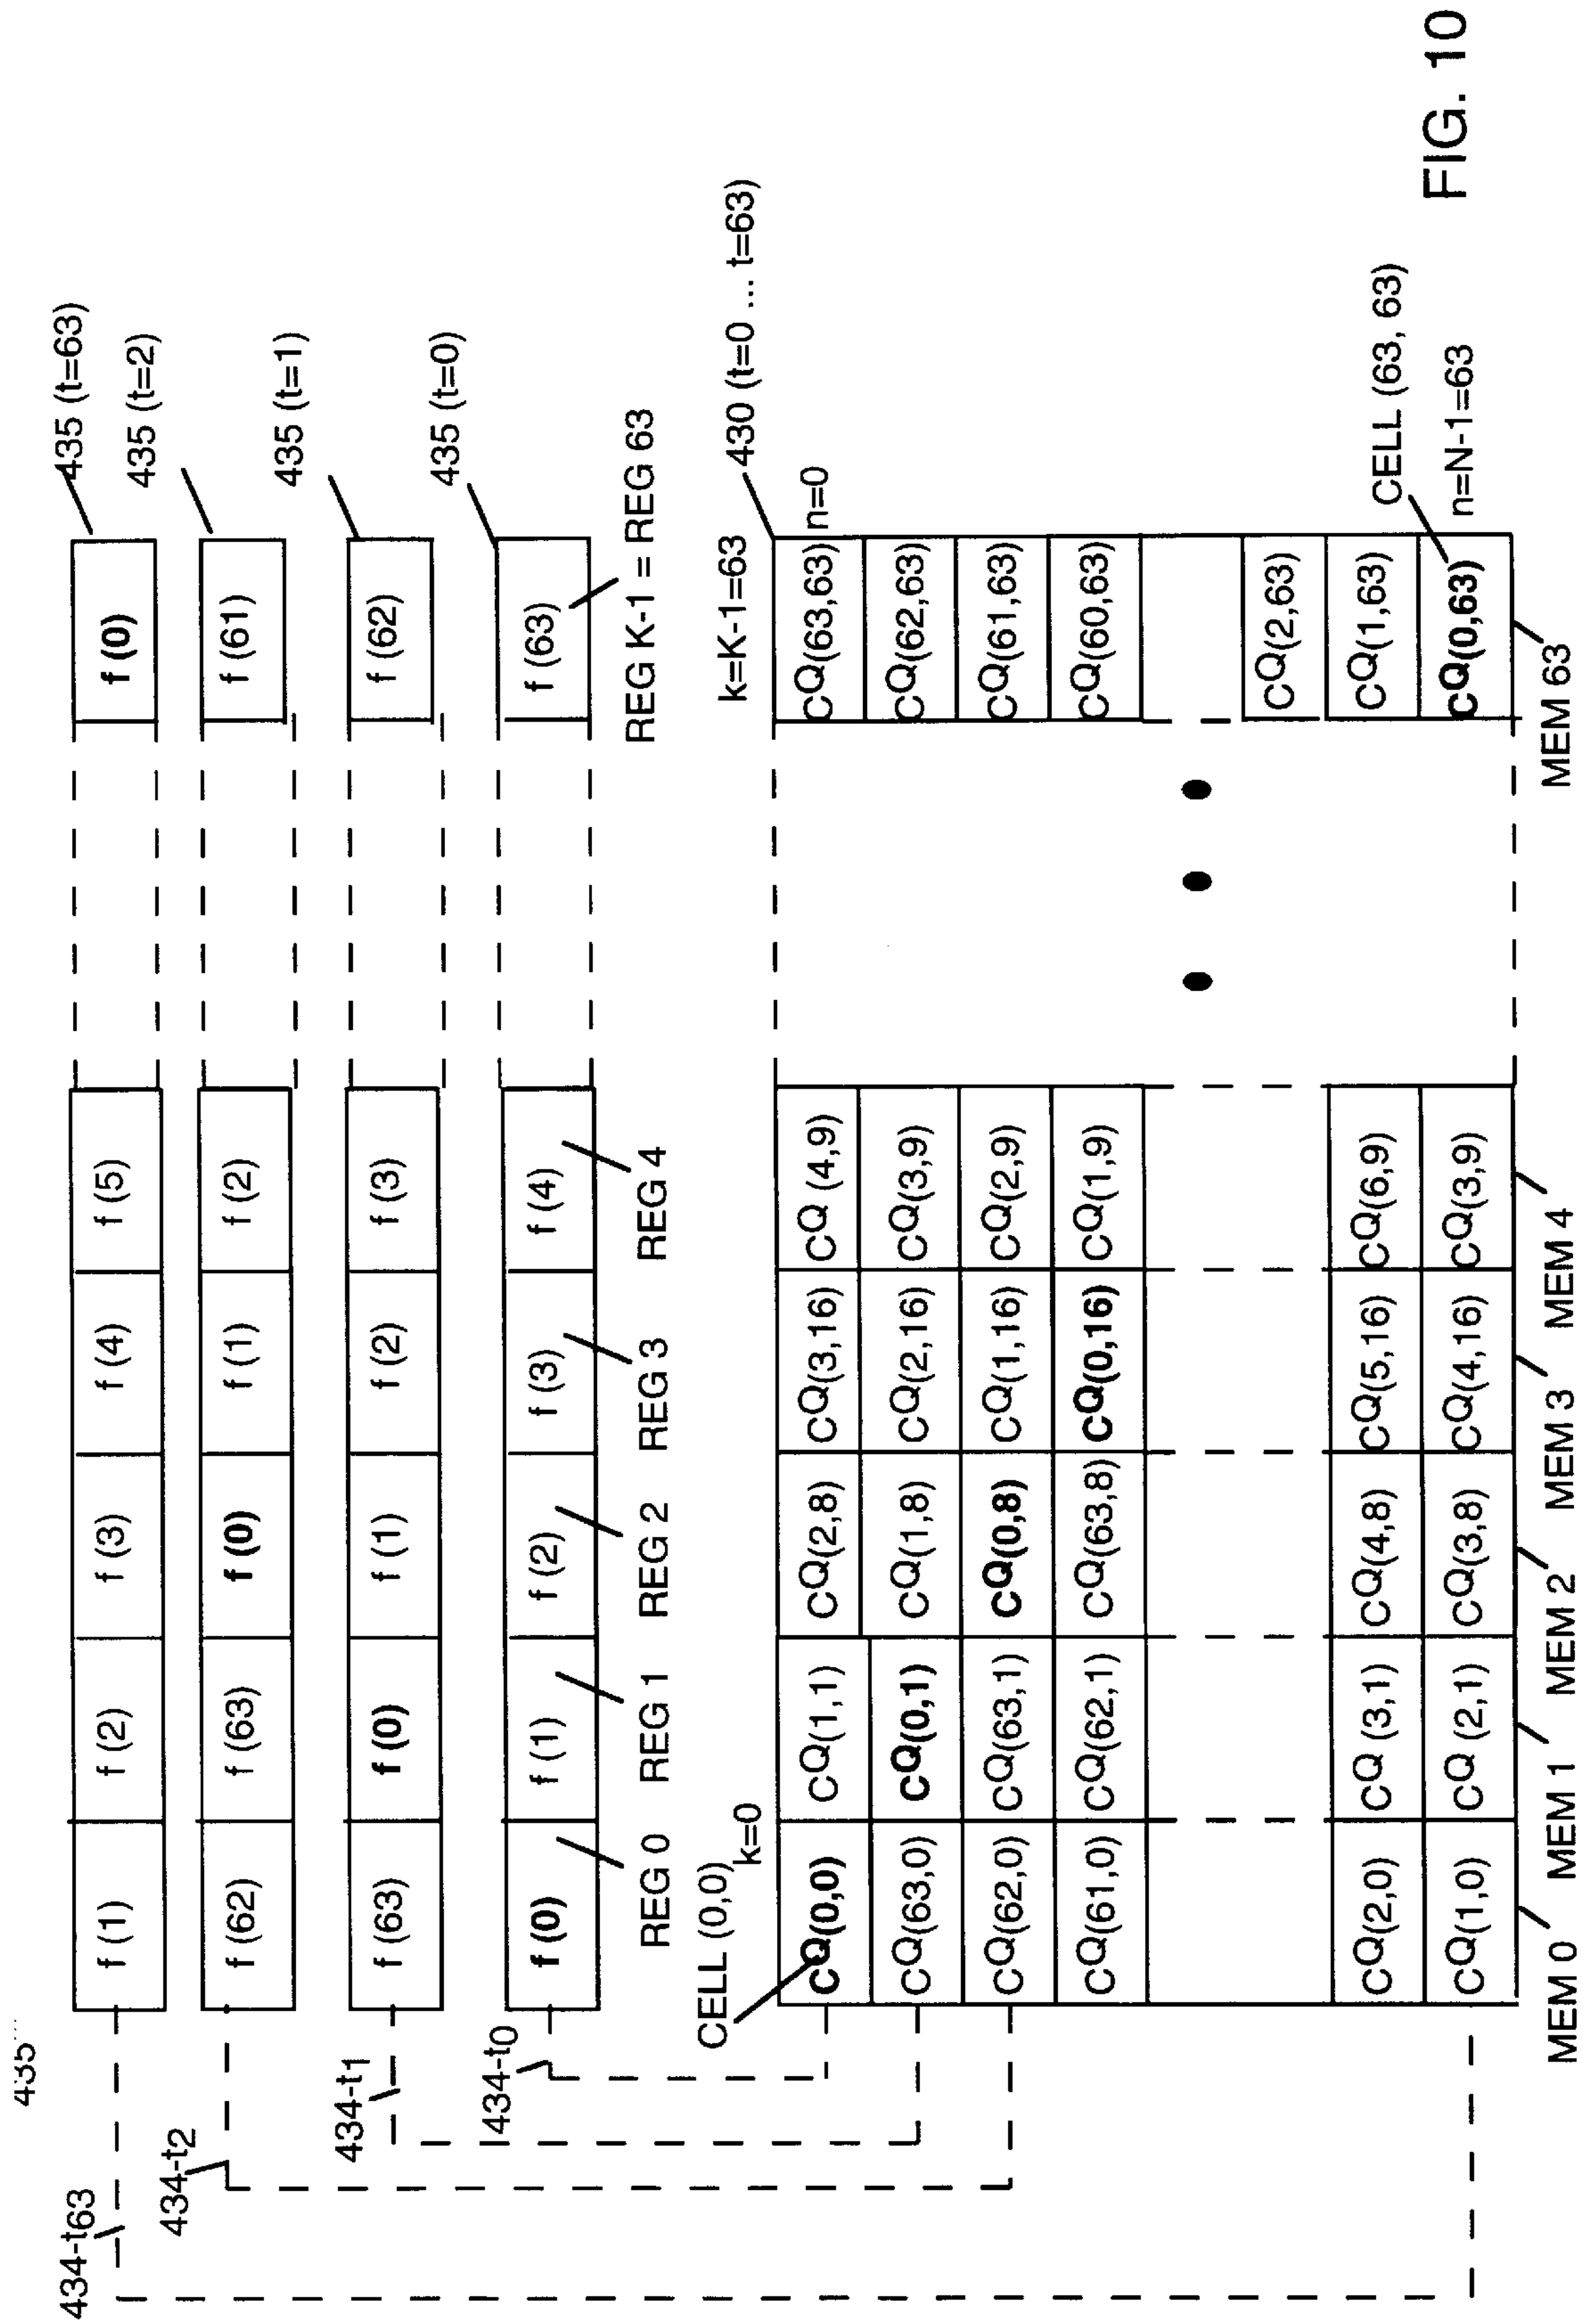 435
434-t63
434-t2
434-t1
434-t0
f (1) f (2) f (3) f (4) f (5) f (0) 435 (t=63)
f (62) f (63) f (0) f (1) f (2) f (61) 435 (t=2)
f (63) f (0) f (1) f (2) f (3) f (62) 435 (t=1)
f (0) f (1) f (2) f (3) f (4) f (63) 435 (t=0)
REG 0 REG 1 REG 2 REG 3 REG 4 REG K-1 = REG 63
CELL (0,0) k=0 k=K-1=63 430 (t=0 ... t=63)
CQ(0,0) CQ(1,1) CQ(2,8) CQ(3,16) CQ (4,9) CQ(63,63) n=0
CQ(63,0) CQ(0,1) CQ(1,8) CQ(2,16) CQ(3,9) CQ(62,63)
CQ(62,0) CQ(63,1) CQ(0,8) CQ(1,16) CQ(2,9) CQ(61,63)
CQ(61,0) CQ(62,1) CQ(63,8) CQ(0,16) CQ(1,9) CQ(60,63)
CQ(2,63)
CQ(2,0) CQ (3,1) CQ(4,8) CQ(5,16) CQ(6,9) CQ(1,63) CELL (63, 63)
CQ(1,0) CQ (2,1) CQ(3,8) CQ(4,16) CQ(3,9) CQ(0,63) n=N-1=63
MEM 0 MEM 1 MEM 2 MEM 3 MEM 4 MEM 63
FIG. 10